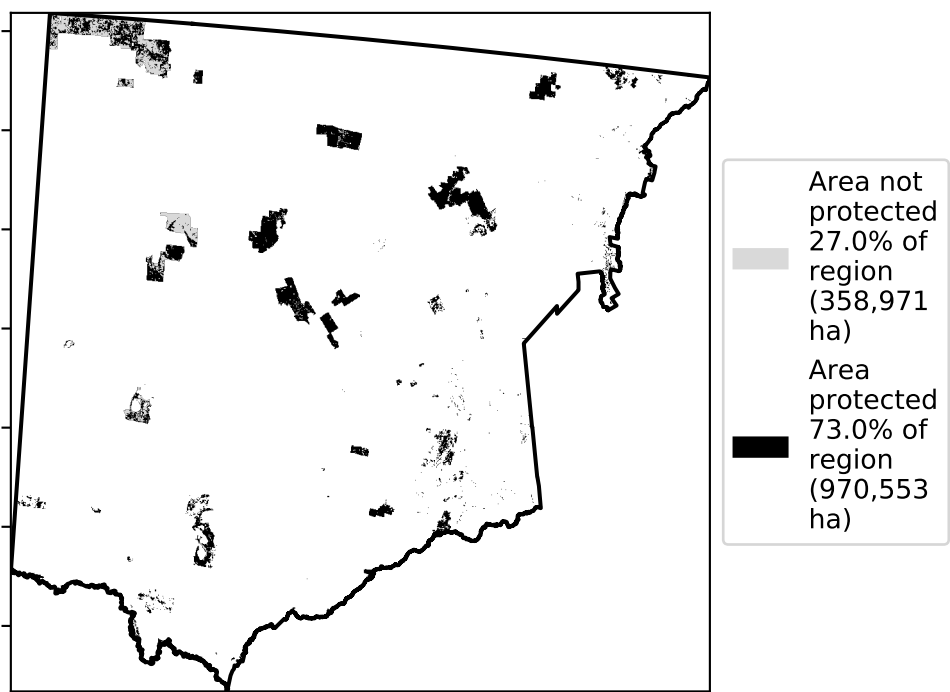 Area not
protected
27.0% of
region
(358,971
ha)
Area
protected
73.0% of
region
(970,553
ha)